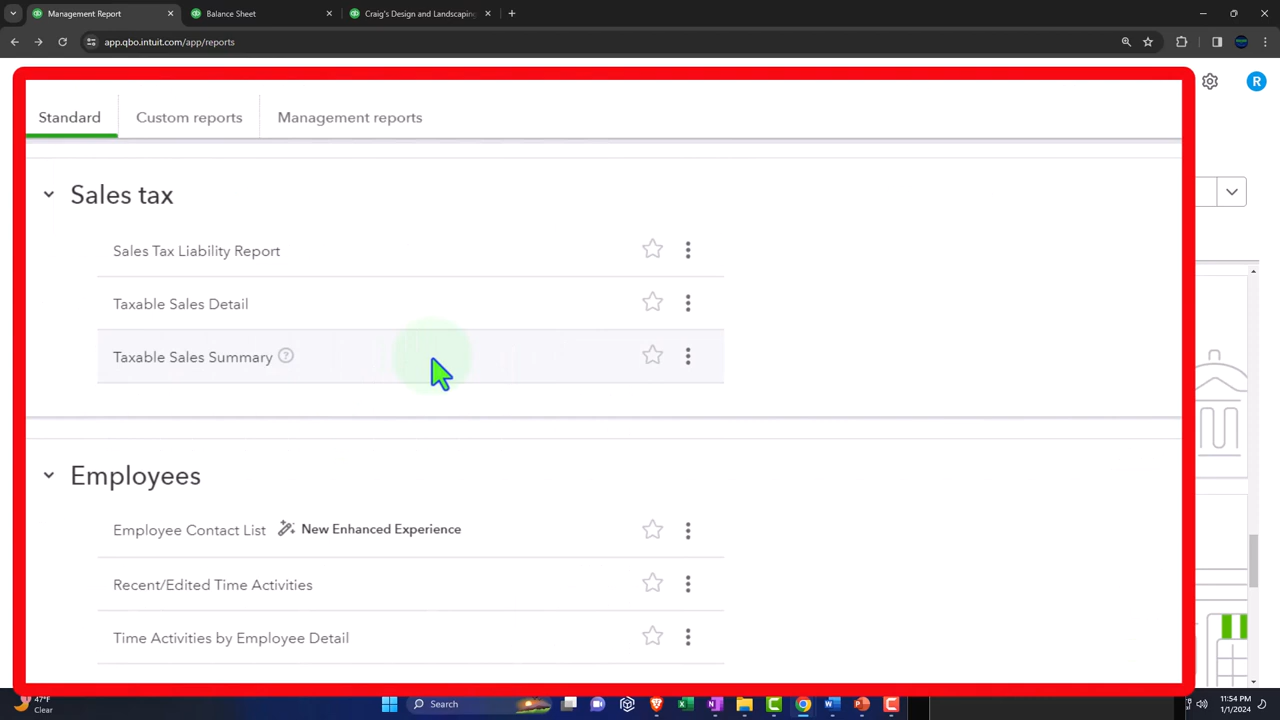 Management Report
Balance Sheet
Craig's Design and Landscaping
app.qbo.intuit.com/app/reports
R
Standard
Custom reports
Management reports
Sales tax
Sales Tax Liability Report
Taxable Sales Detail
Taxable Sales Summary
Employees
Employee Contact List New Enhanced Experience
Recent/Edited Time Activities
Time Activities by Employee Detail
47°F
Clear
Search
11:54 PM
1/1/2024